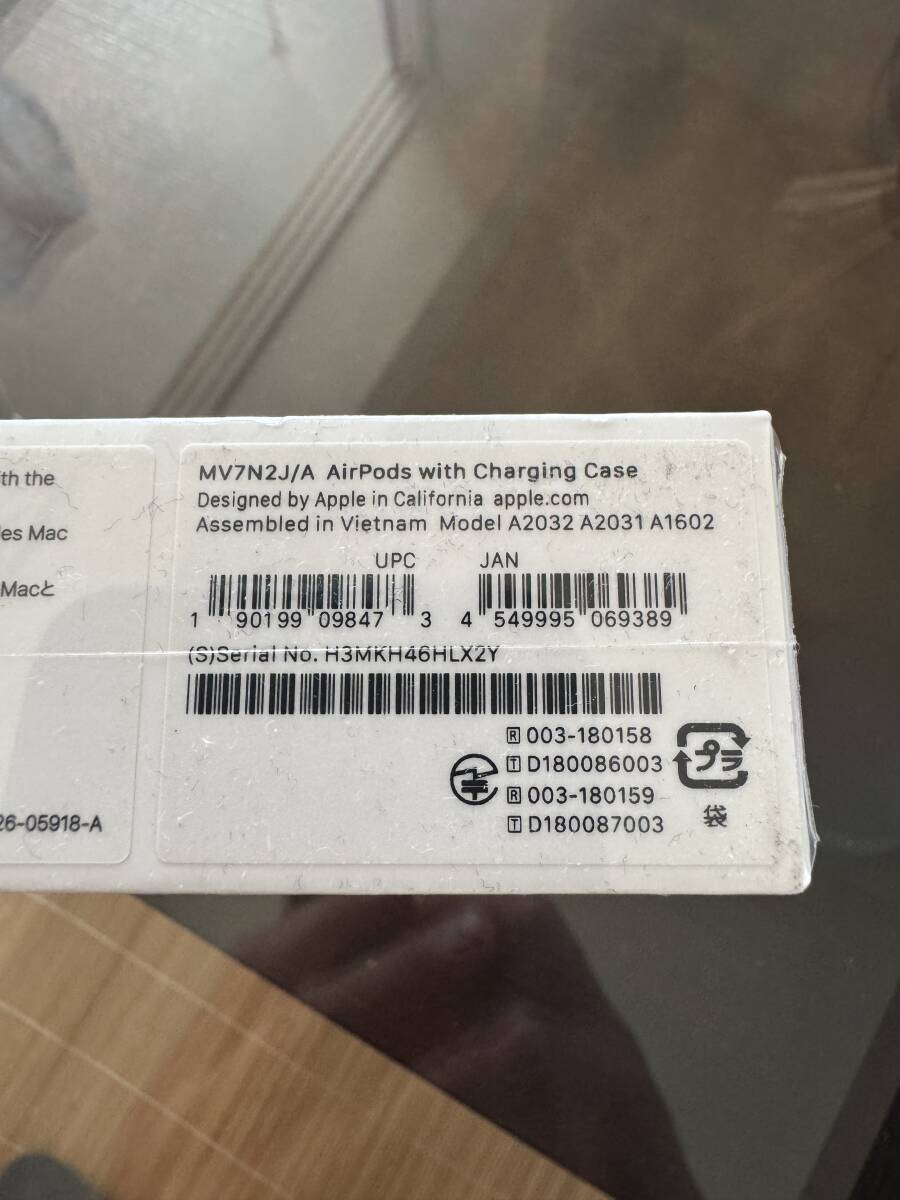 th the
es Mac
Macと
26-05918-A
MV7N2J/A AirPods with Charging Case
Designed by Apple in California apple.com
Assembled in Vietnam Model A2032 A2031 A1602
UPC JAN
1 90199 09847 3 4 549995 069389
(S)Serial No. H3MKH46HLX2Y
R 003-180158
T D180086003
R 003-180159
T D180087003
プラ
袋